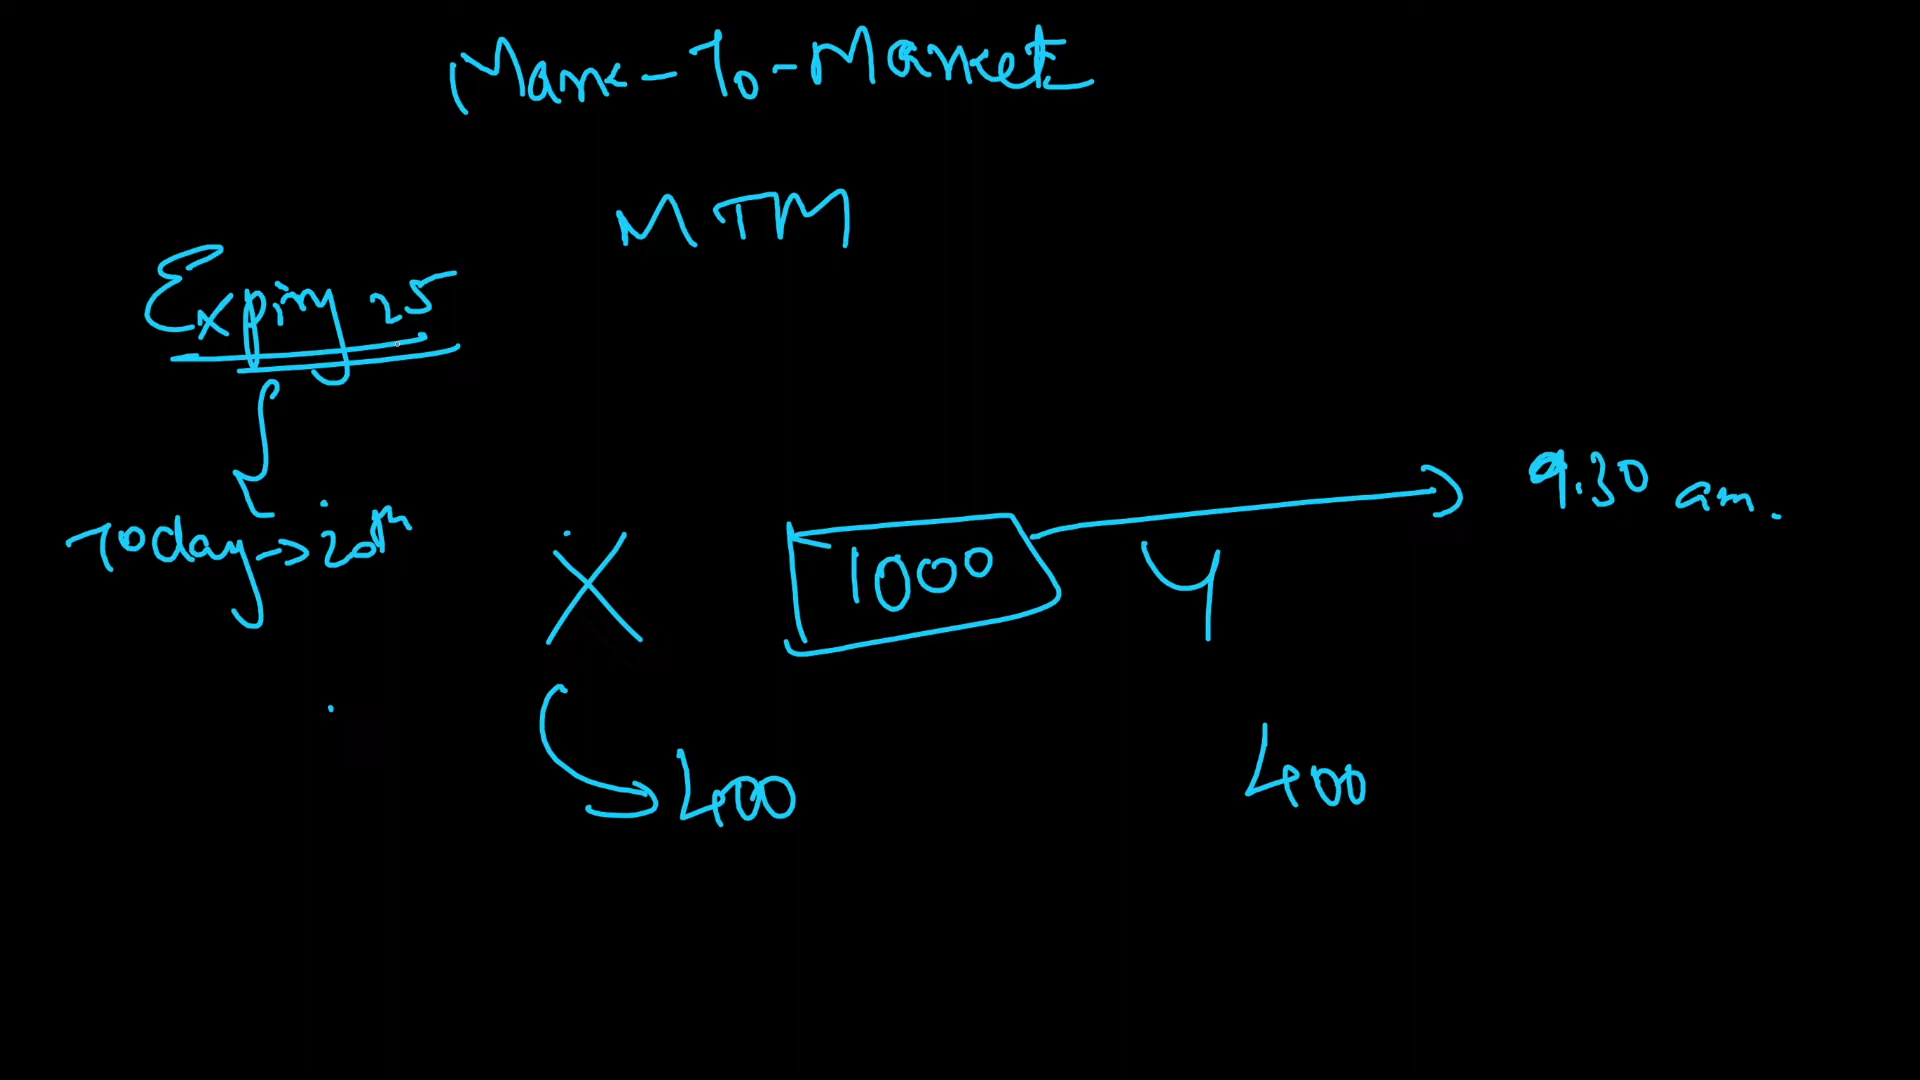 Mark-To-Market
MTM
Expiry 25
Today → 20th
X 1000 Y 9.30 am.
400 400